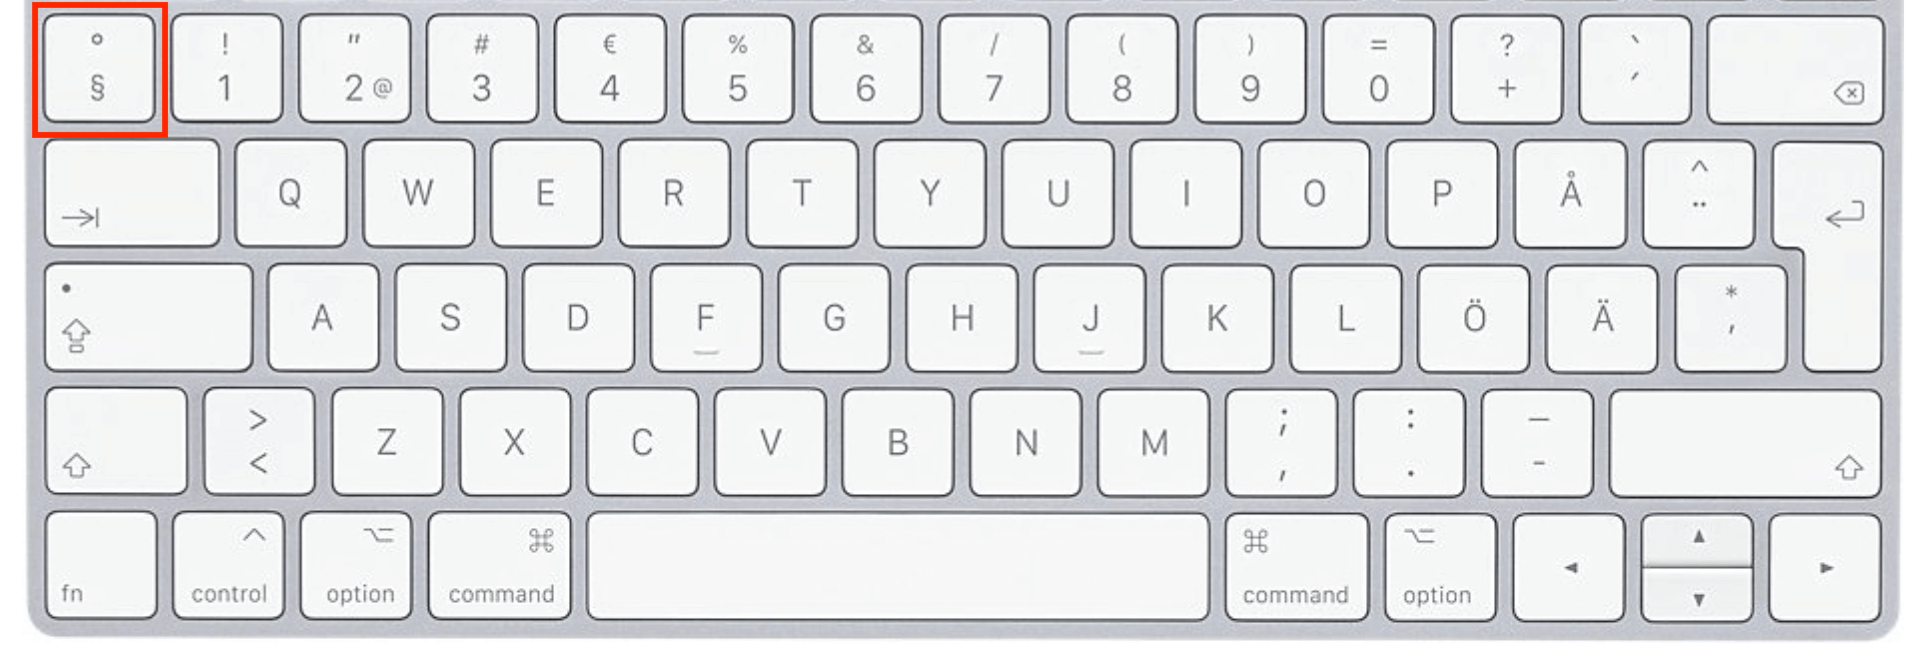 ° ! " # € % & / ( ) = ? `
§ 1 2 @ 3 4 5 6 7 8 9 0 + ´
Q W E R T Y U I O P Å ^ ¨
A S D F G H J K L Ö Ä * '
> Z X C V B N M ; : _
< , . -
fn control option command command option